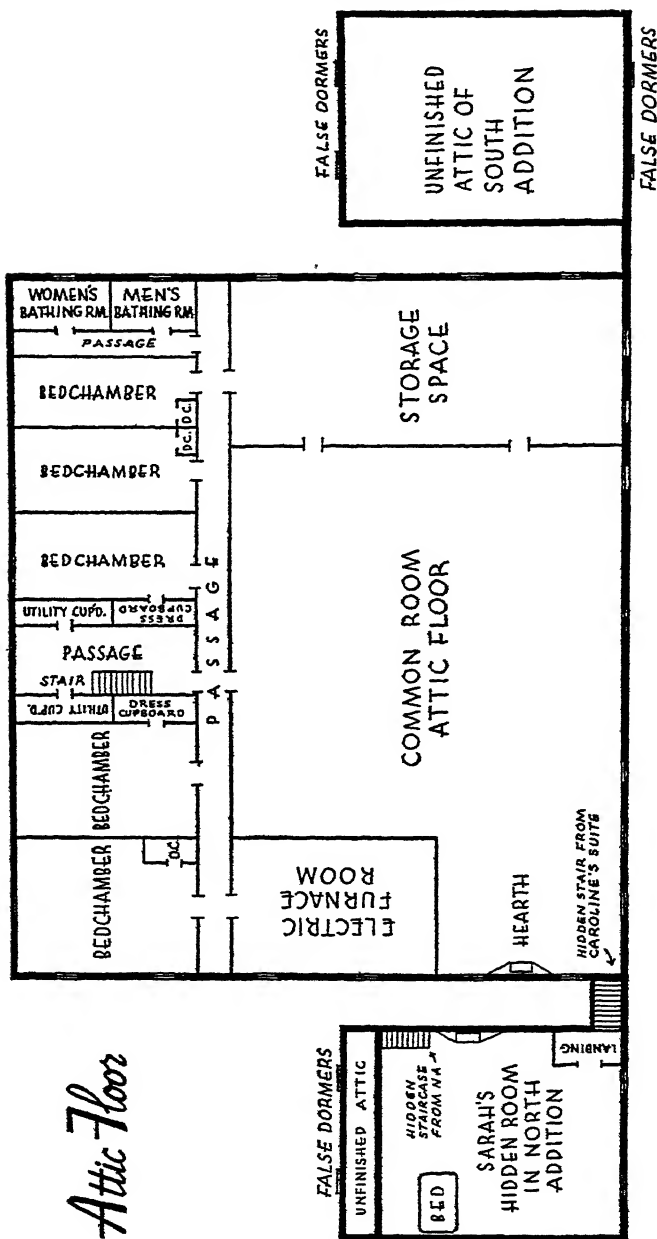 Attic Floor
FALSE DORMERS
UNFINISHED ATTIC
HIDDEN
STAIRCASE
FROM NA
BED
SARAH'S
HIDDEN ROOM
IN NORTH
ADDITION
LANDING
HIDDEN STAIR FROM
CAROLINE'S SUITE
HEARTH
ELECTRIC
FURNACE
ROOM
BEDCHAMBER
D.C.
BEDCHAMBER
UTILITY CUP'D.
DRESS
CUPBOARD
STAIR
PASSAGE
UTILITY CUP'D.
DRESS
CUPBOARD
PASSAGE
BEDCHAMBER
BEDCHAMBER
D.C.
D.C.
BEDCHAMBER
PASSAGE
WOMEN'S
BATHING RM.
MEN'S
BATHING RM.
COMMON ROOM
ATTIC FLOOR
STORAGE
SPACE
FALSE DORMERS
UNFINISHED
ATTIC OF
SOUTH
ADDITION
FALSE DORMERS